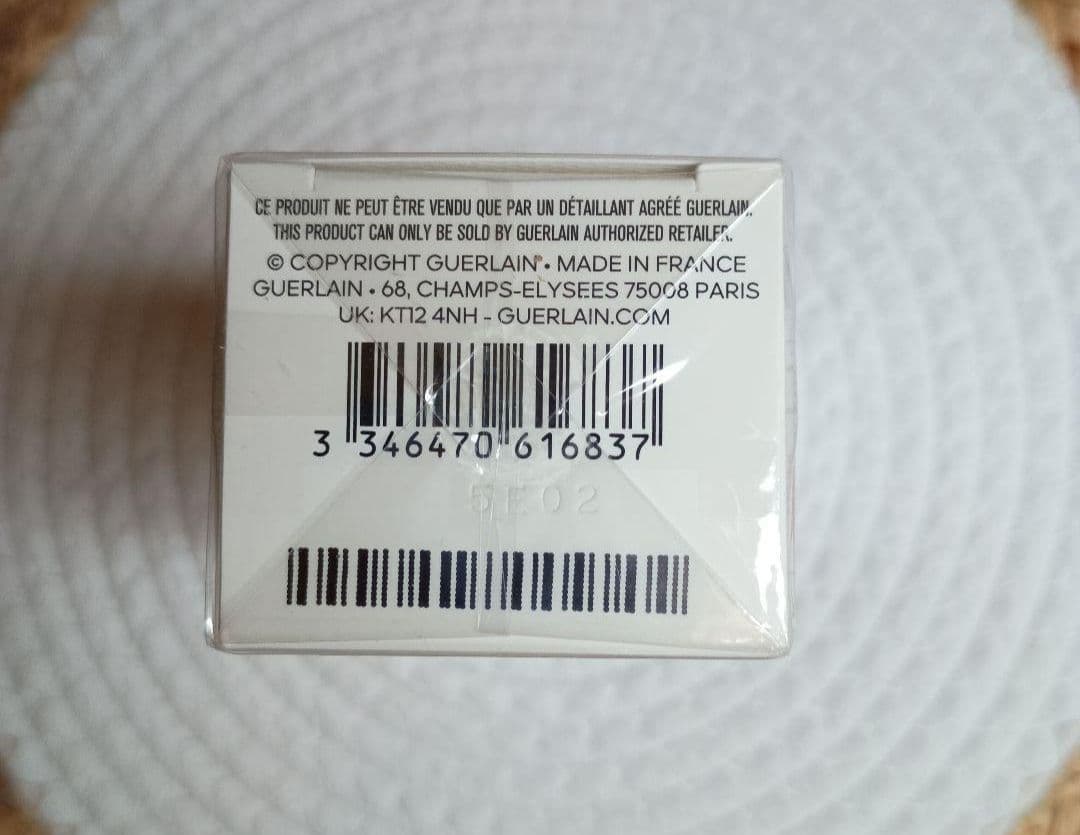 CE PRODUIT NE PEUT ÊTRE VENDU QUE PAR UN DÉTAILLANT AGRÉÉ GUERLAIN.
THIS PRODUCT CAN ONLY BE SOLD BY GUERLAIN AUTHORIZED RETAILER.
© COPYRIGHT GUERLAIN • MADE IN FRANCE
GUERLAIN • 68, CHAMPS-ELYSEES 75008 PARIS
UK: KT12 4NH - GUERLAIN.COM
3 346470 616837
5E02